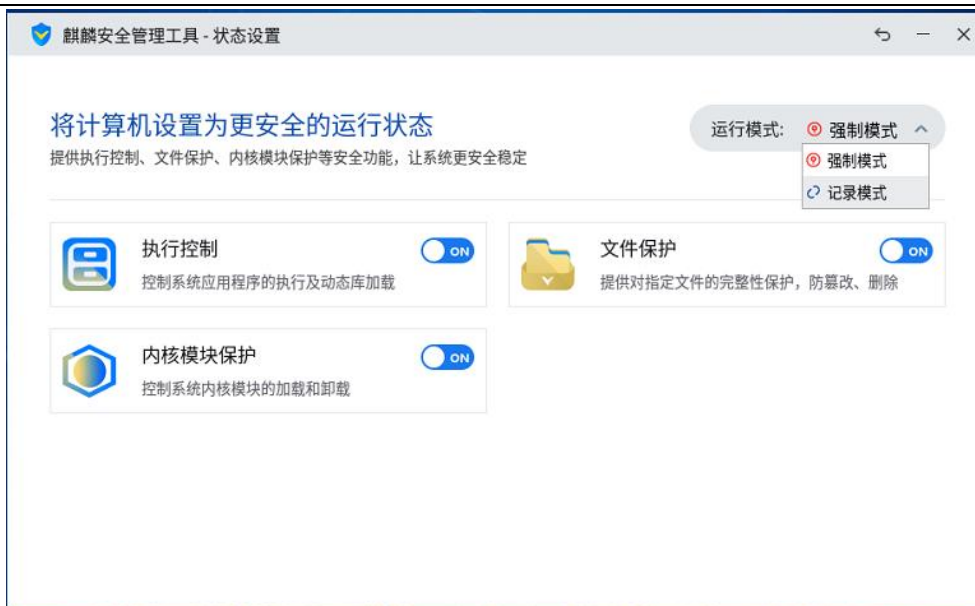 麒麟安全管理工具 - 状态设置
将计算机设置为更安全的运行状态
提供执行控制、文件保护、内核模块保护等安全功能，让系统更安全稳定
运行模式: 强制模式
强制模式
记录模式
执行控制
ON
控制系统应用程序的执行及动态库加载
文件保护
ON
提供对指定文件的完整性保护，防篡改、删除
内核模块保护
ON
控制系统内核模块的加载和卸载